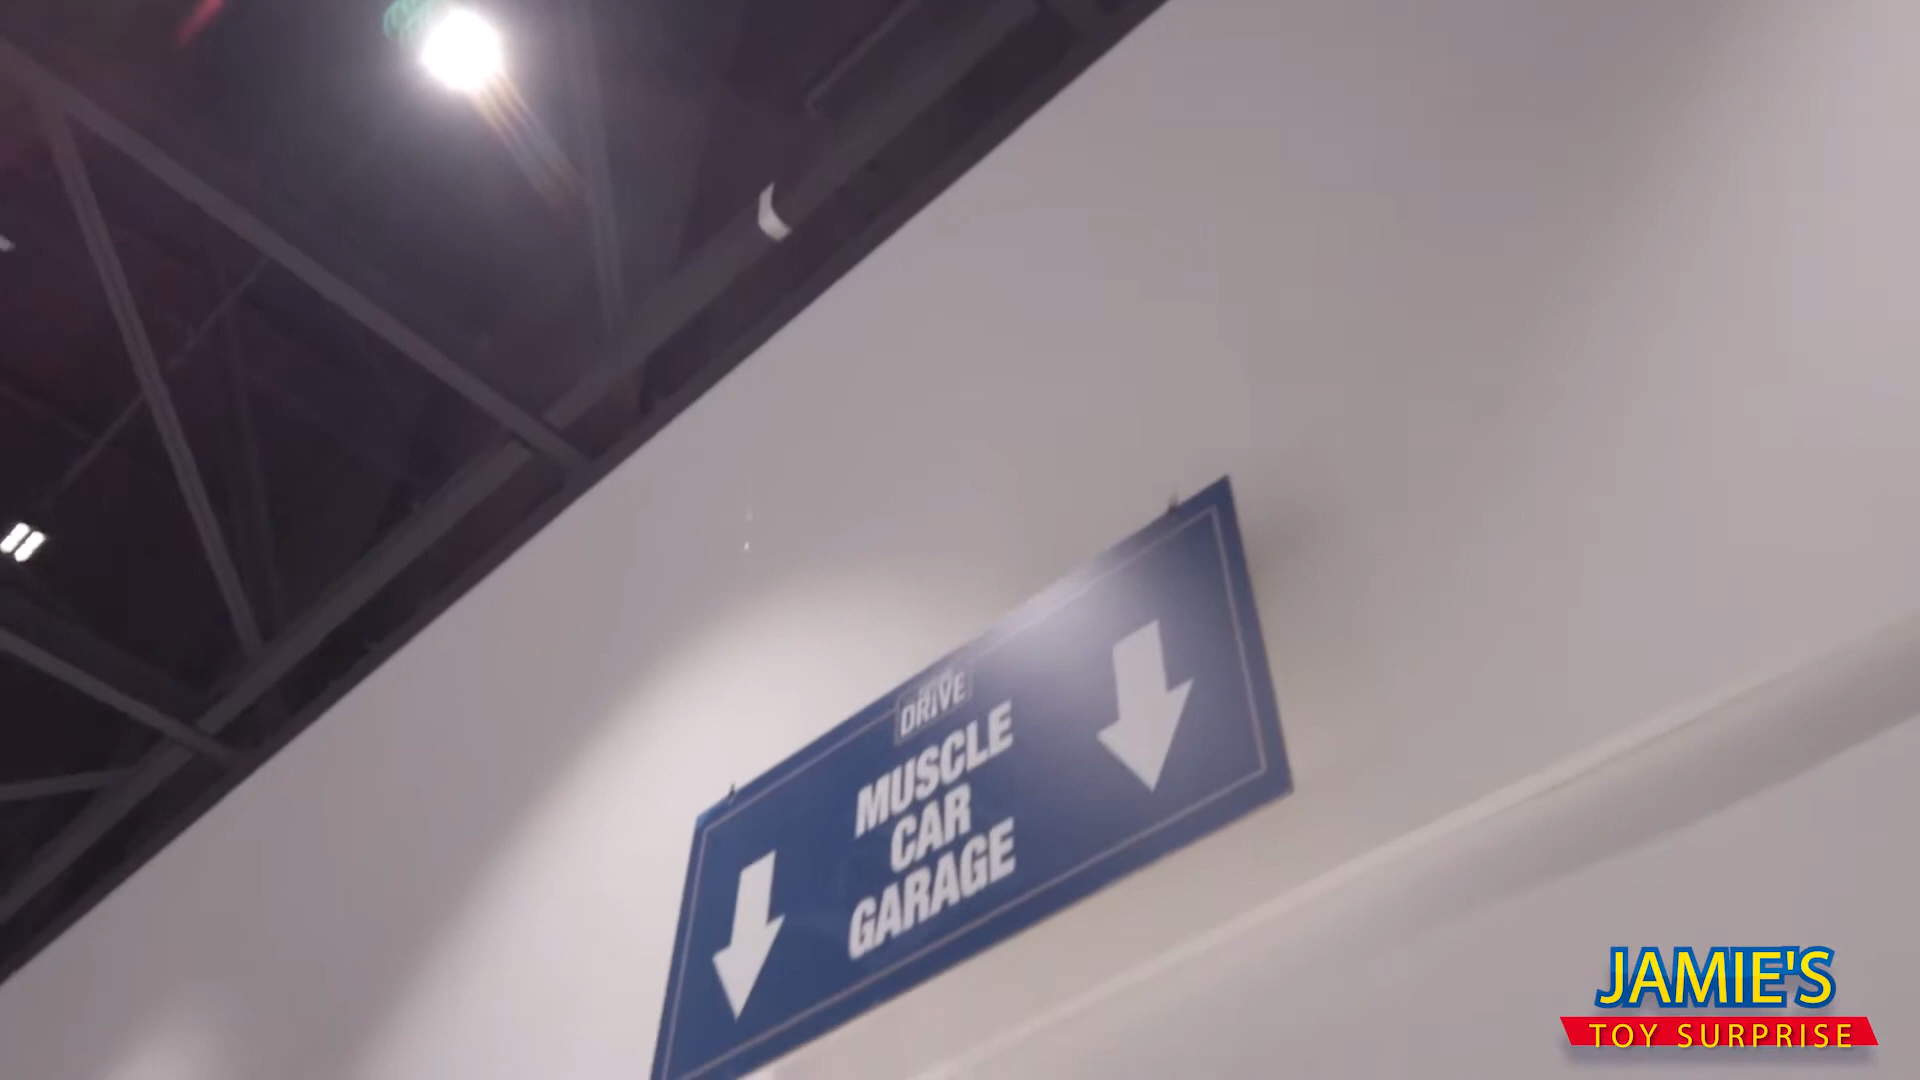 DRIVE
MUSCLE
CAR
GARAGE
JAMIE'S
TOY SURPRISE